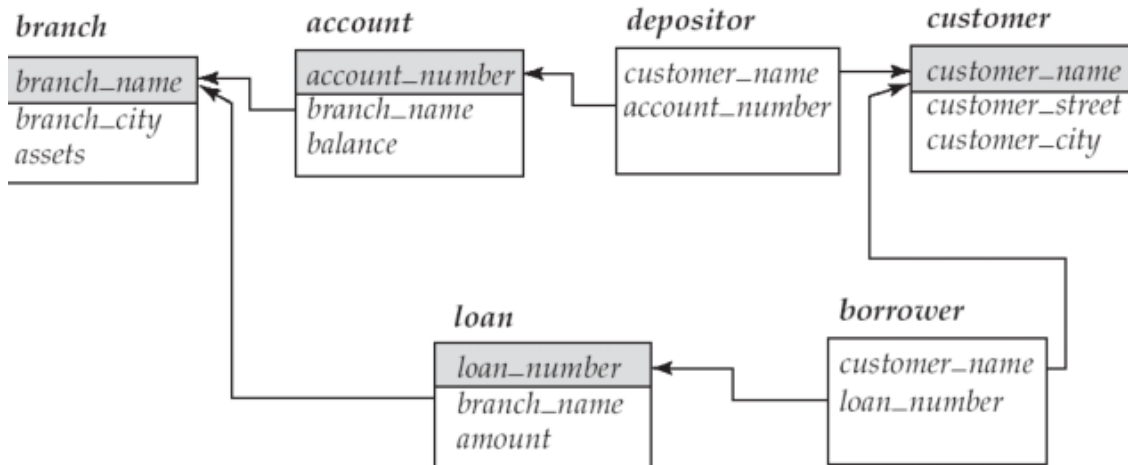 branch
branch_name
branch_city
assets
account
account_number
branch_name
balance
depositor
customer_name
account_number
customer
customer_name
customer_street
customer_city
loan
loan_number
branch_name
amount
borrower
customer_name
loan_number